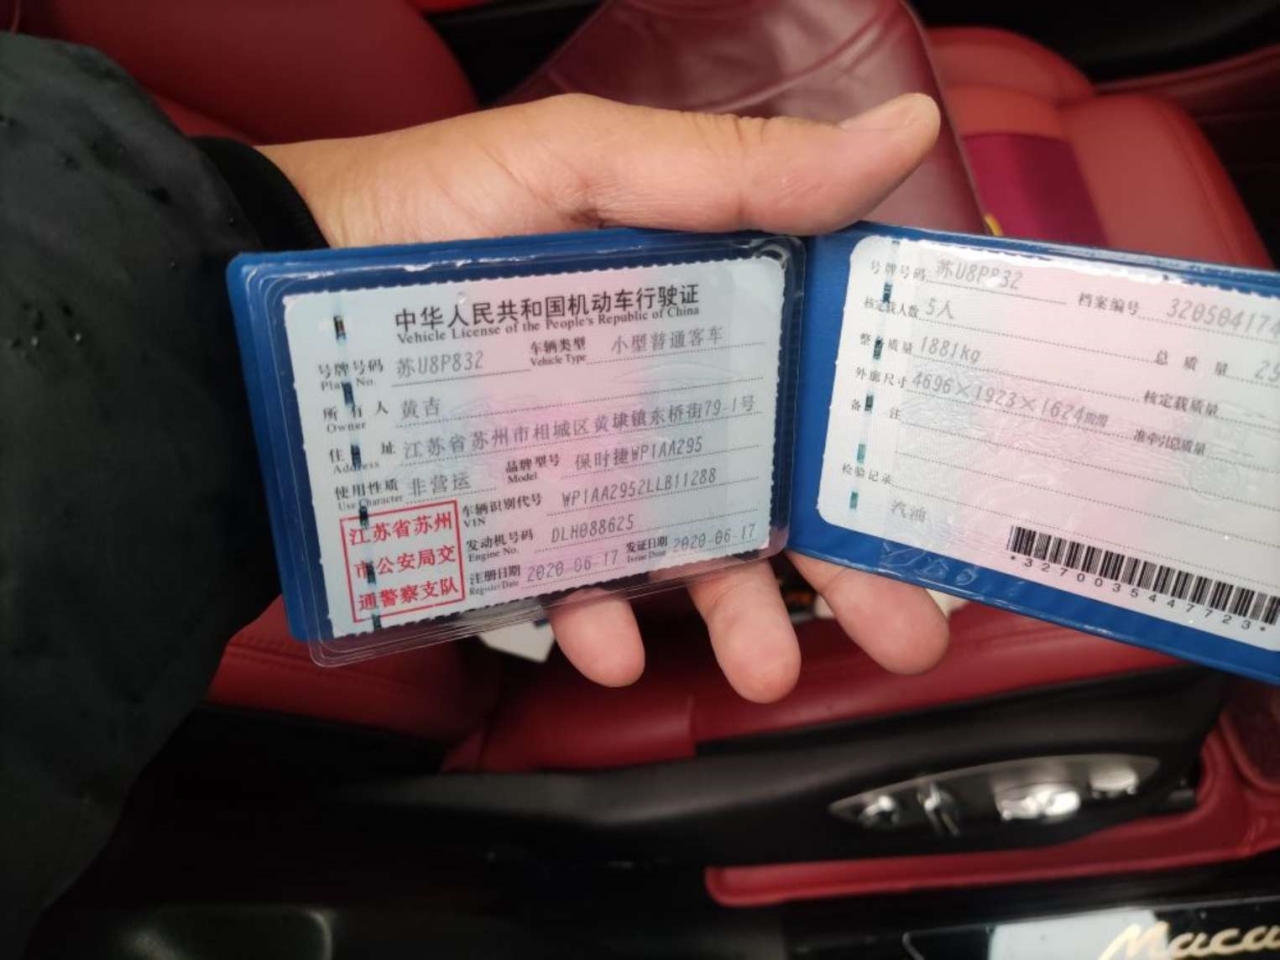 中华人民共和国机动车行驶证
Vehicle License of the People's Republic of China
号牌号码 苏U8P832 车辆类型 小型普通客车
Plate No. Vehicle Type
所有人 黄吉
Owner
住址 江苏省苏州市相城区黄埭镇东桥街79-1号
Address
使用性质 非营运 品牌型号 保时捷WP1AA295
Use Character Model
江苏省苏州
市公安局交
通警察支队
车辆识别代号 WP1AA2952LLB11288
VIN
发动机号码 DLH088625
Engine No.
注册日期 2020-06-17 发证日期 2020-06-17
Register Date Issue Date
号牌号码 苏U8P832 档案编号 320504174
核定载人数 5人 总质量
整备质量 1881kg 核定载质量
外廓尺寸 4696×1923×1624mm 准牵引总质量
备注
检验记录
汽油
*3270035447723*
Maca